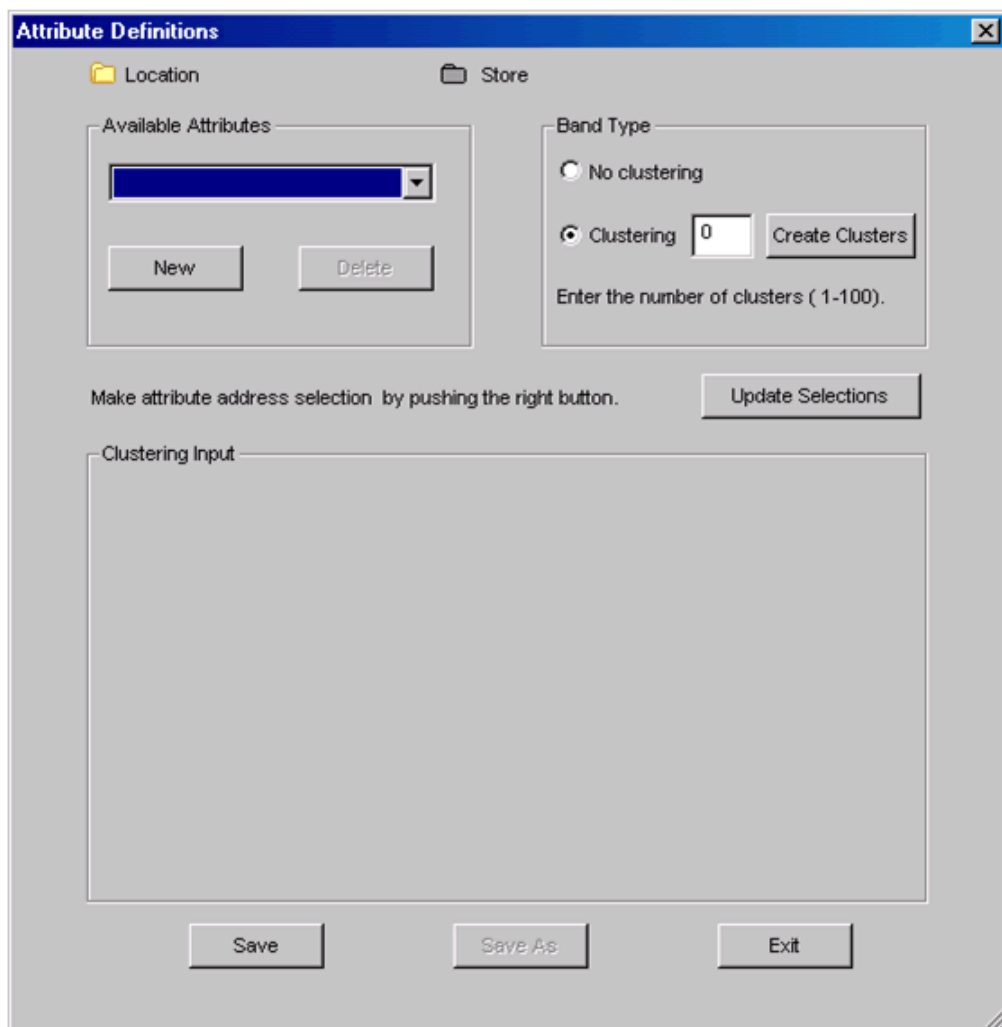 Attribute Definitions
Location
Store
Available Attributes
New
Delete
Band Type
No clustering
Clustering 0 Create Clusters
Enter the number of clusters ( 1-100).
Make attribute address selection by pushing the right button.
Update Selections
Clustering Input
Save
Save As
Exit